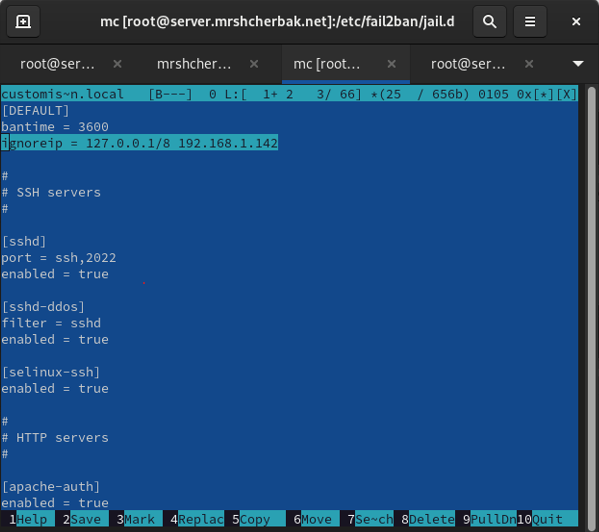 mc [root@server.mrshcherbak.net]:/etc/fail2ban/jail.d
root@ser... mrshcher... mc [root... root@ser...
customis~n.local [B---] 0 L:[ 1+ 2 3/ 66] *(25 / 656b) 0105 0x[*][X]
[DEFAULT]
bantime = 3600
ignoreip = 127.0.0.1/8 192.168.1.142
#
# SSH servers
#
[sshd]
port = ssh,2022
enabled = true
[sshd-ddos]
filter = sshd
enabled = true
[selinux-ssh]
enabled = true
#
# HTTP servers
#
[apache-auth]
enabled = true
1Help 2Save 3Mark 4Replac 5Copy 6Move 7Se~ch 8Delete 9PullDn 10Quit